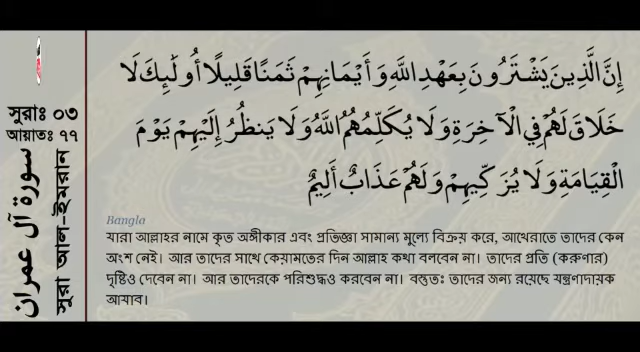 সুরাঃ ০৩
আয়াতঃ ৭৭
سورة آل عمران
সুরা আল-ইমরান
إِنَّ الَّذِينَ يَشْتَرُونَ بِعَهْدِ اللَّهِ وَأَيْمَانِهِمْ ثَمَنًا قَلِيلًا أُولَٰئِكَ لَا
خَلَاقَ لَهُمْ فِي الْآخِرَةِ وَلَا يُكَلِّمُهُمُ اللَّهُ وَلَا يَنظُرُ إِلَيْهِمْ يَوْمَ
الْقِيَامَةِ وَلَا يُزَكِّيهِمْ وَلَهُمْ عَذَابٌ أَلِيمٌ
Bangla
যারা আল্লাহর নামে কৃত অঙ্গীকার এবং প্রতিজ্ঞা সামান্য মুল্যে বিক্রয় করে, আখেরাতে তাদের কেন
অংশ নেই। আর তাদের সাথে কেয়ামতের দিন আল্লাহ কথা বলবেন না। তাদের প্রতি (করুণার)
দৃষ্টিও দেবেন না। আর তাদেরকে পরিশুদ্ধও করবেন না। বস্তুতঃ তাদের জন্য রয়েছে যন্ত্রণাদায়ক
আযাব।